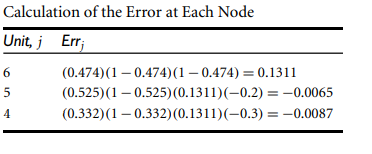 Calculation of the Error at Each Node
Unit, j Err_j
6 (0.474)(1 − 0.474)(1 − 0.474) = 0.1311
5 (0.525)(1 − 0.525)(0.1311)(−0.2) = −0.0065
4 (0.332)(1 − 0.332)(0.1311)(−0.3) = −0.0087